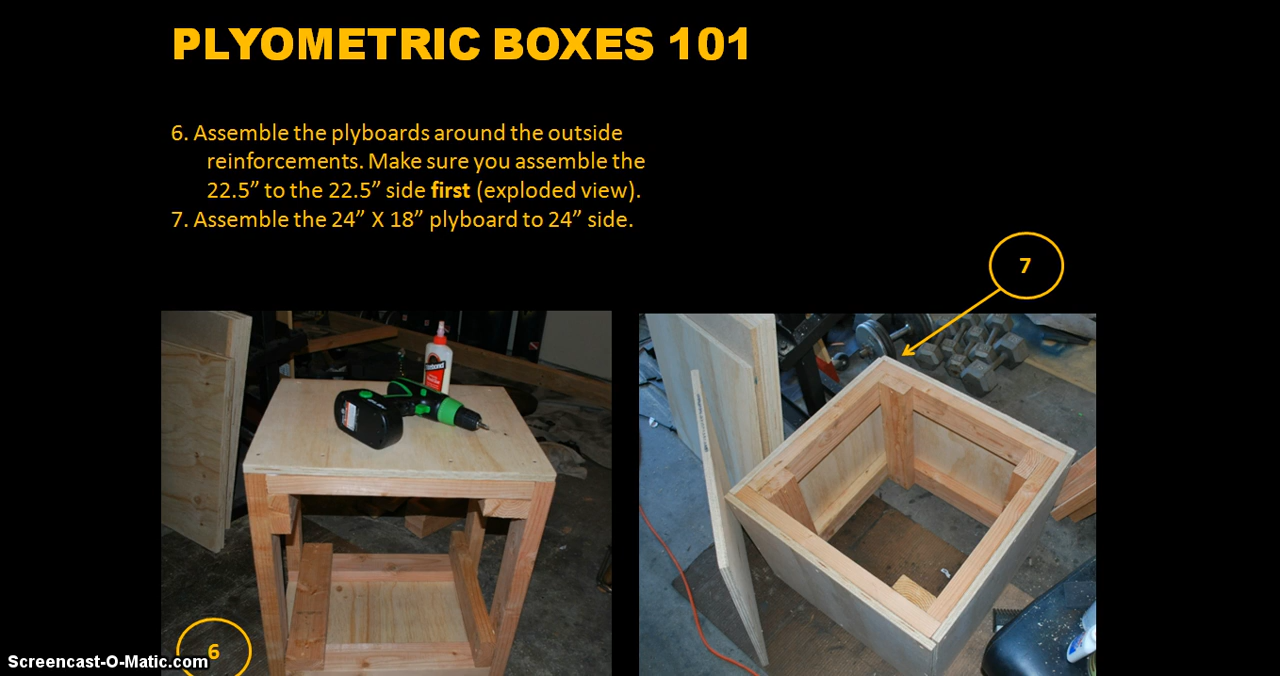 PLYOMETRIC BOXES 101
6. Assemble the plyboards around the outside
reinforcements. Make sure you assemble the
22.5” to the 22.5” side first (exploded view).
7. Assemble the 24” X 18” plyboard to 24” side.
7
6
Screencast-O-Matic.com